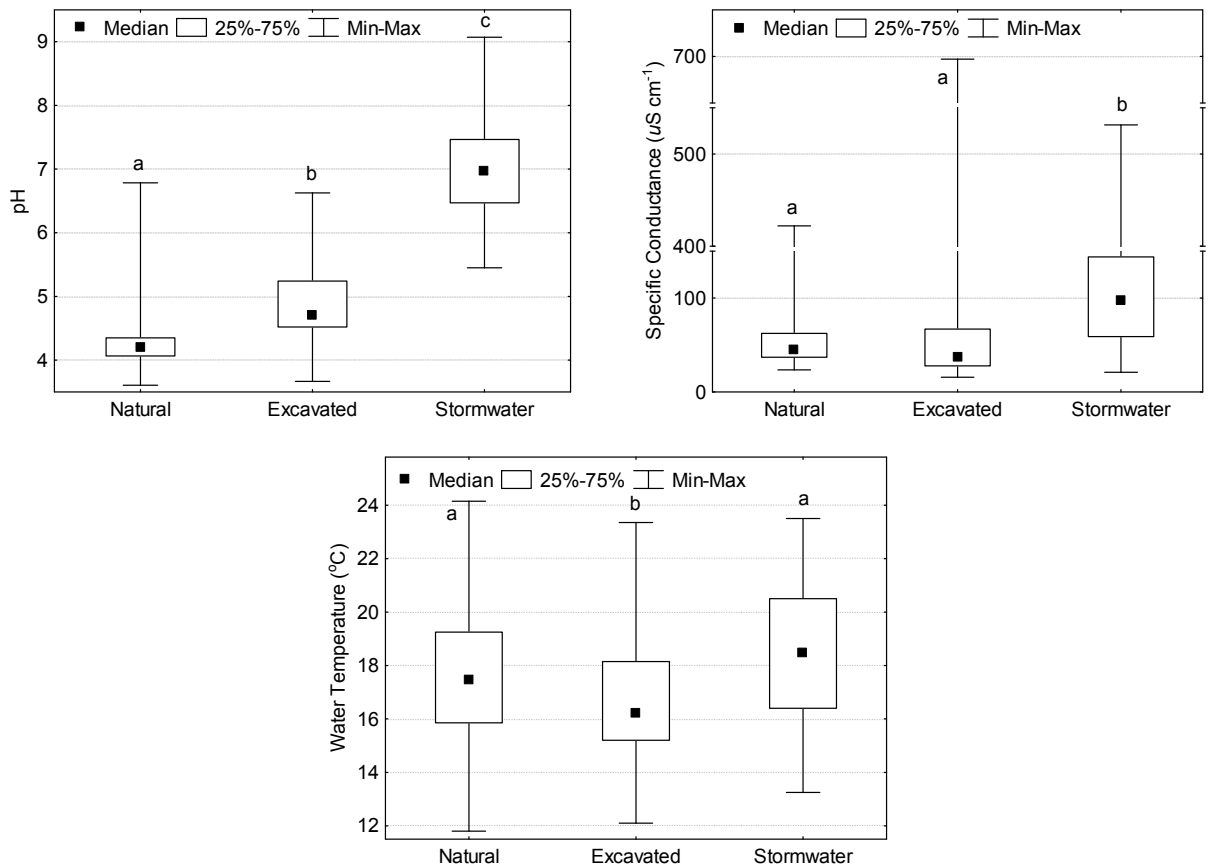 Median 25%-75% Min-Max
c
9
8
7
6
5
4
a
b
pH
Natural Excavated Stormwater
Median 25%-75% Min-Max
700
500
400
100
0
a
a
b
Specific Conductance (uS cm-1)
Natural Excavated Stormwater
Median 25%-75% Min-Max
24
22
20
18
16
14
12
a
b
a
Water Temperature (oC)
Natural Excavated Stormwater